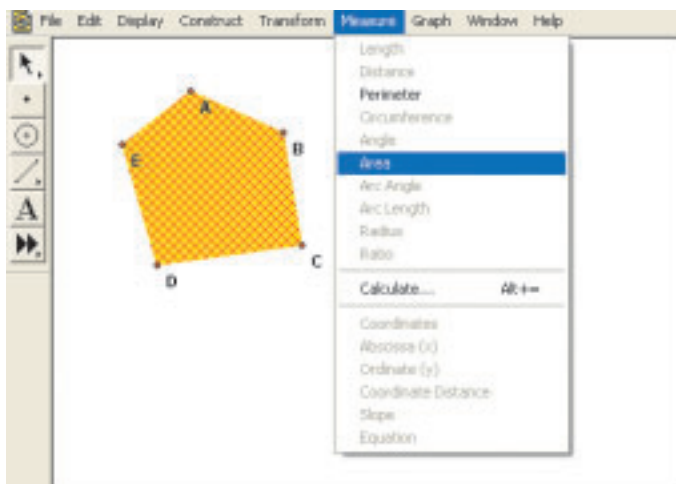 File Edit Display Construct Transform Measure Graph Window Help
Length
Distance
Perimeter
Circumference
Angle
Area
Arc Angle
Arc Length
Radius
Ratio
Calculate... Alt+=
Coordinates
Abscissa (x)
Ordinate (y)
Coordinate Distance
Slope
Equation
A
B
E
C
D
A